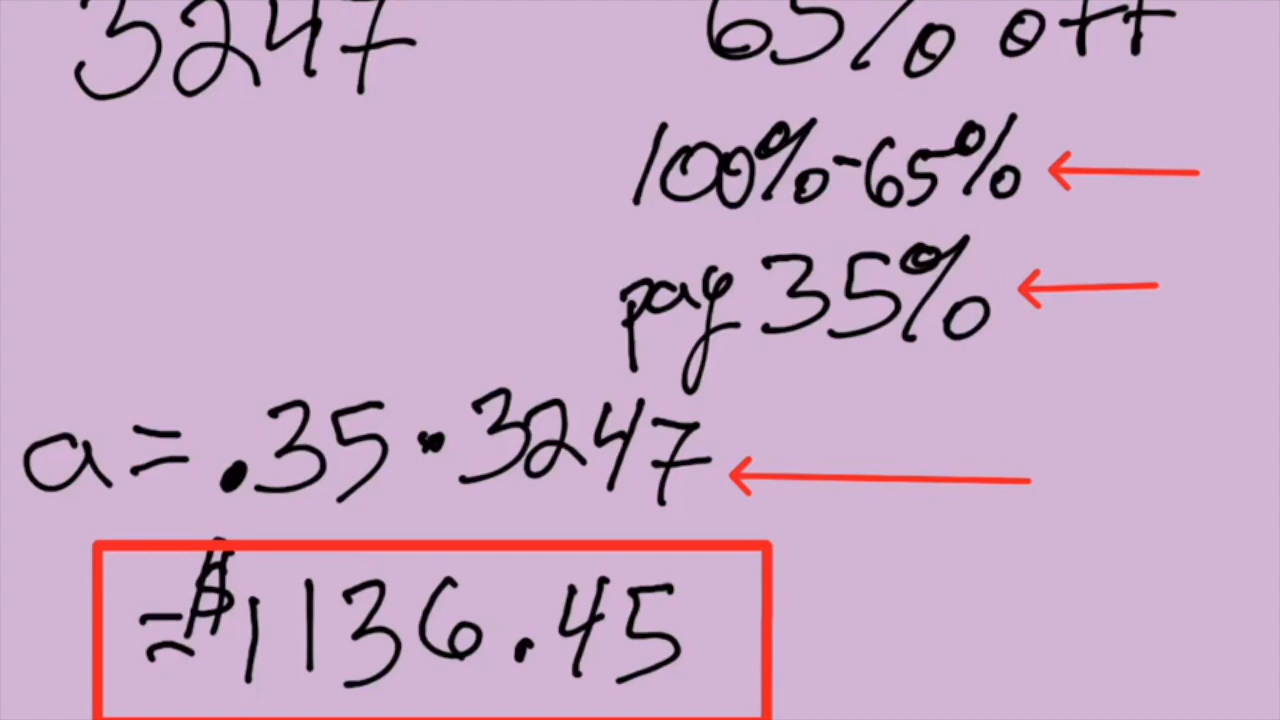 3247 65% off
100%-65%
pay 35%
a = .35 · 3247
= $1136.45